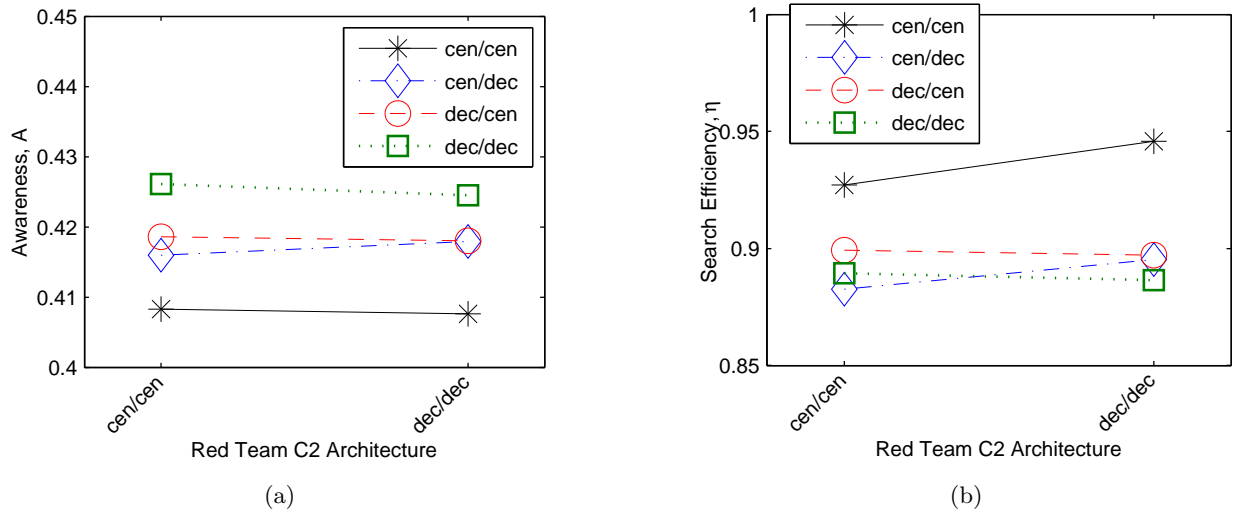 0.45
0.44
0.43
0.42
0.41
0.4
Awareness, A
cen/cen
cen/dec
dec/cen
dec/dec
cen/cen
dec/dec
Red Team C2 Architecture
(a)
1
0.95
0.9
0.85
Search Efficiency, η
cen/cen
cen/dec
dec/cen
dec/dec
cen/cen
dec/dec
Red Team C2 Architecture
(b)